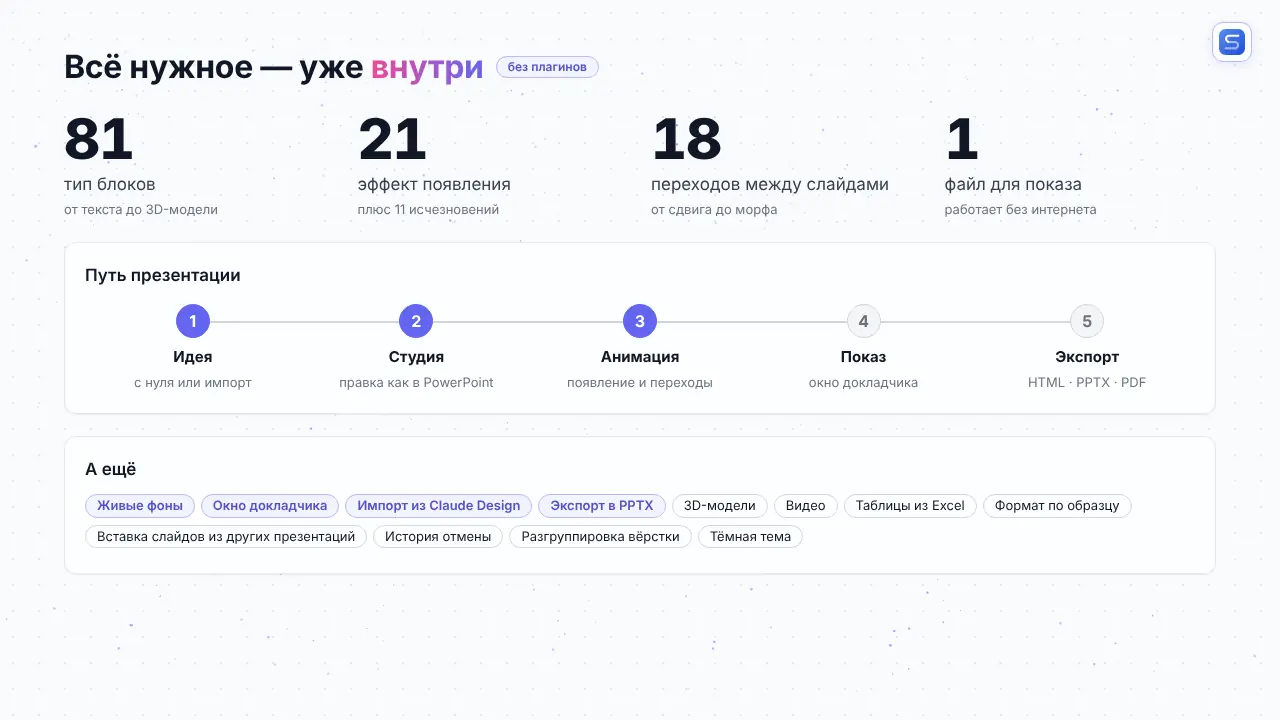 Всё нужное — уже внутри без плагинов
81 21 18 1
тип блоков эффект появления переходов между слайдами файл для показа
от текста до 3D-модели плюс 11 исчезновений от сдвига до морфа работает без интернета
Путь презентации
1 2 3 4 5
Идея Студия Анимация Показ Экспорт
с нуля или импорт правка как в PowerPoint появление и переходы окно докладчика HTML · PPTX · PDF
А ещё
Живые фоны Окно докладчика Импорт из Claude Design Экспорт в PPTX 3D-модели Видео Таблицы из Excel Формат по образцу
Вставка слайдов из других презентаций История отмены Разгруппировка вёрстки Тёмная тема